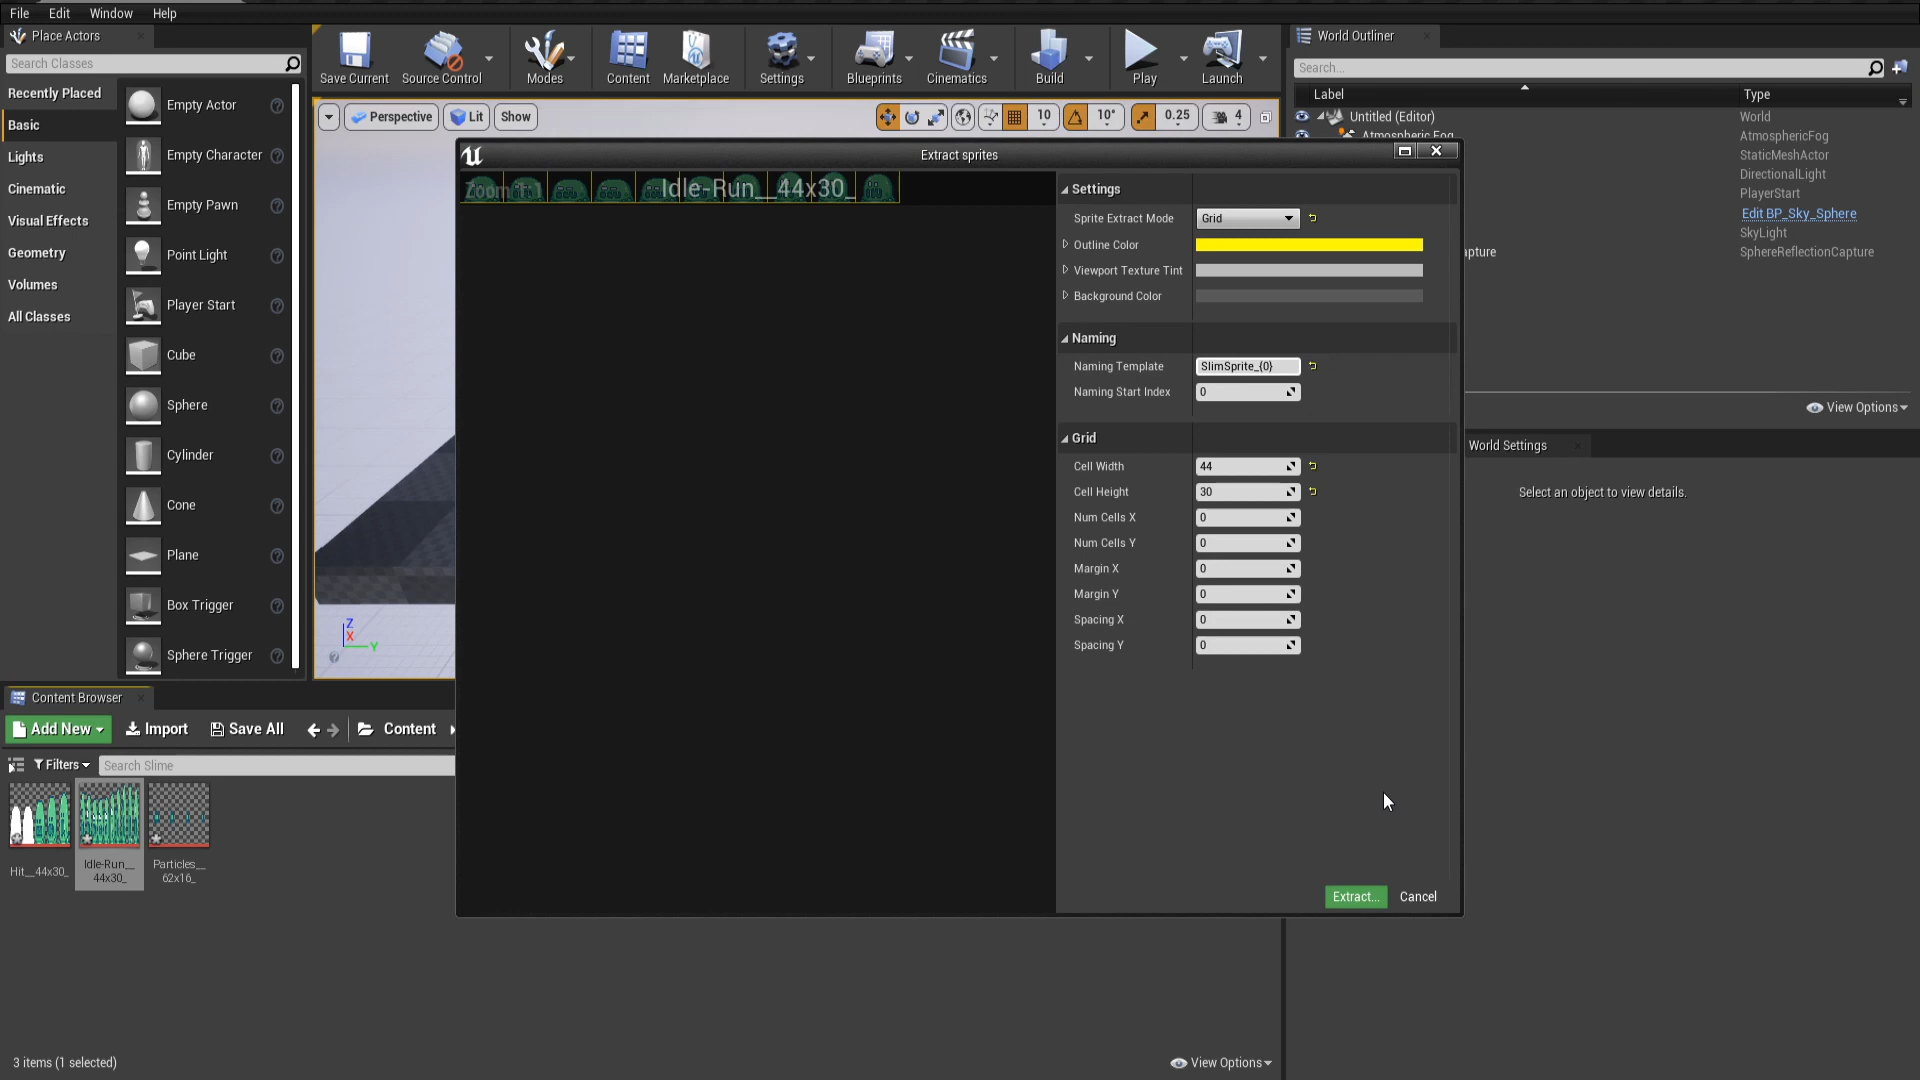 File Edit Window Help
Place Actors
Search Classes
Recently Placed
Basic
Lights
Cinematic
Visual Effects
Geometry
Volumes
All Classes
Empty Actor
Empty Character
Empty Pawn
Point Light
Player Start
Cube
Sphere
Cylinder
Cone
Plane
Box Trigger
Sphere Trigger
Save Current Source Control Modes Content Marketplace Settings Blueprints Cinematics Build Play Launch
Perspective Lit Show 10 10° 0.25 4
Z
X
Y
World Outliner
Search...
Label Type
Untitled (Editor) World
Atmospheric Fog AtmosphericFog
StaticMeshActor
DirectionalLight
PlayerStart
Edit BP_Sky_Sphere
SkyLight
apture SphereReflectionCapture
View Options
World Settings
Select an object to view details.
Extract sprites
Idle-Run__44x30_
Settings
Sprite Extract Mode Grid
Outline Color
Viewport Texture Tint
Background Color
Naming
Naming Template SlimSprite_{0}
Naming Start Index 0
Grid
Cell Width 44
Cell Height 30
Num Cells X 0
Num Cells Y 0
Margin X 0
Margin Y 0
Spacing X 0
Spacing Y 0
Extract... Cancel
Content Browser
Add New Import Save All Content
Filters Search Slime
Hit__44x30_
Idle-Run__
44x30_
Particles__
62x16_
3 items (1 selected)
View Options